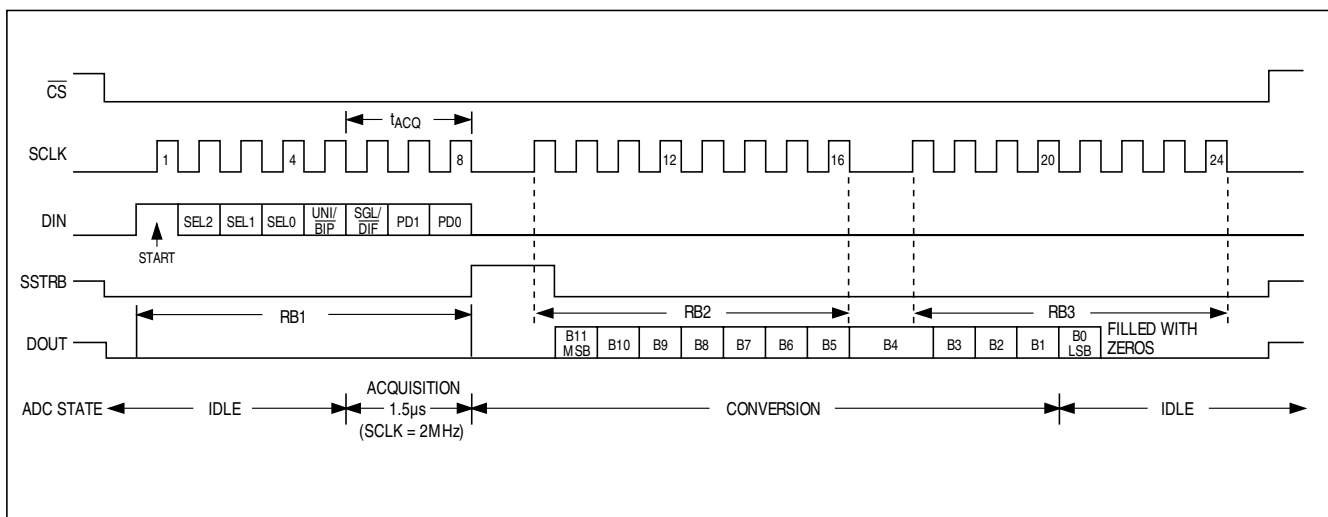 CS
tACQ
SCLK
1
4
8
12
16
20
24
DIN
SEL2
SEL1
SEL0
UNI/
BIP
SGL/
DIF
PD1
PD0
START
SSTRB
RB1
RB2
RB3
DOUT
B11
MSB
B10
B9
B8
B7
B6
B5
B4
B3
B2
B1
B0
LSB
FILLED WITH
ZEROS
ADC STATE
IDLE
ACQUISITION
1.5µs
(SCLK = 2MHz)
CONVERSION
IDLE